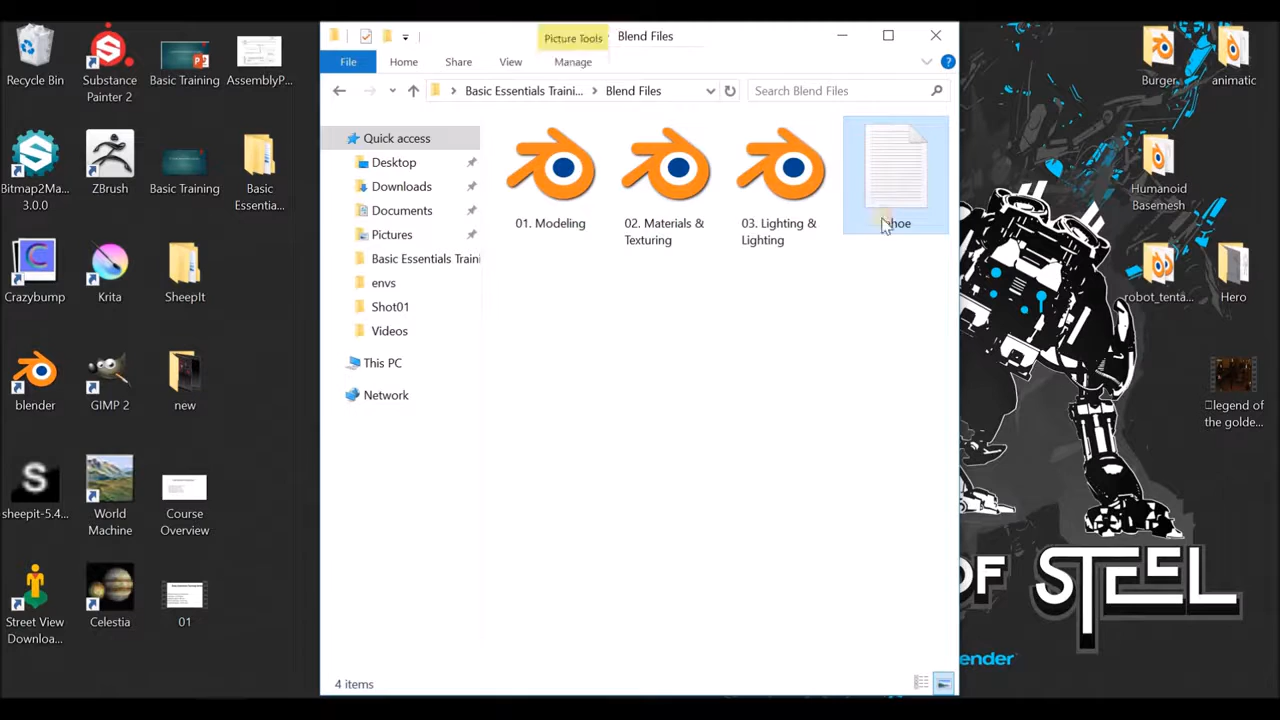 Recycle Bin
Substance
Painter 2
Basic Training
AssemblyP...
Bitmap2Ma...
3.0.0
ZBrush
Basic Training
Basic
Essentia...
Crazybump
Krita
SheepIt
blender
GIMP 2
new
sheepit-5.4...
World
Machine
Course
Overview
Street View
Downloa...
Celestia
01
Picture Tools
Blend Files
File
Home
Share
View
Manage
Basic Essentials Traini...
Blend Files
Search Blend Files
Quick access
Desktop
Downloads
Documents
Pictures
Basic Essentials Traini
envs
Shot01
Videos
This PC
Network
01. Modeling
02. Materials &
Texturing
03. Lighting &
Lighting
hoe
4 items
Burger
animatic
Humanoid
Basemesh
robot_tenta...
Hero
legend of
the golde...
OF STEEL
ender